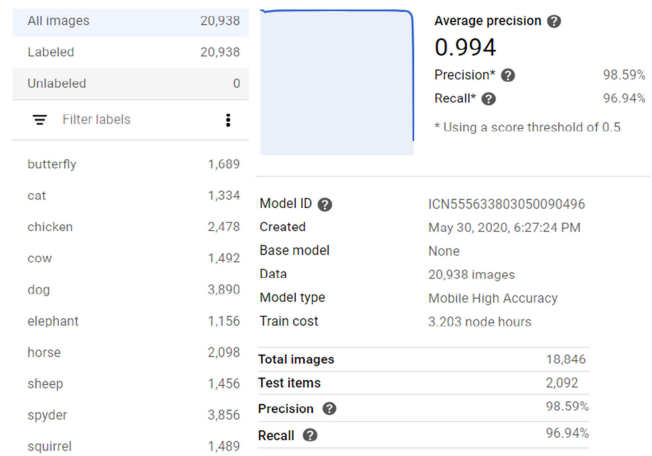 All images 20,938
Labeled 20,938
Unlabeled 0
Filter labels
butterfly 1,689
cat 1,334
chicken 2,478
cow 1,492
dog 3,890
elephant 1,156
horse 2,098
sheep 1,456
spyder 3,856
squirrel 1,489
Average precision ?
0.994
Precision* ? 98.59%
Recall* ? 96.94%
* Using a score threshold of 0.5
Model ID ? ICN555633803050090496
Created May 30, 2020, 6:27:24 PM
Base model None
Data 20,938 images
Model type Mobile High Accuracy
Train cost 3.203 node hours
Total images 18,846
Test items 2,092
Precision ? 98.59%
Recall ? 96.94%